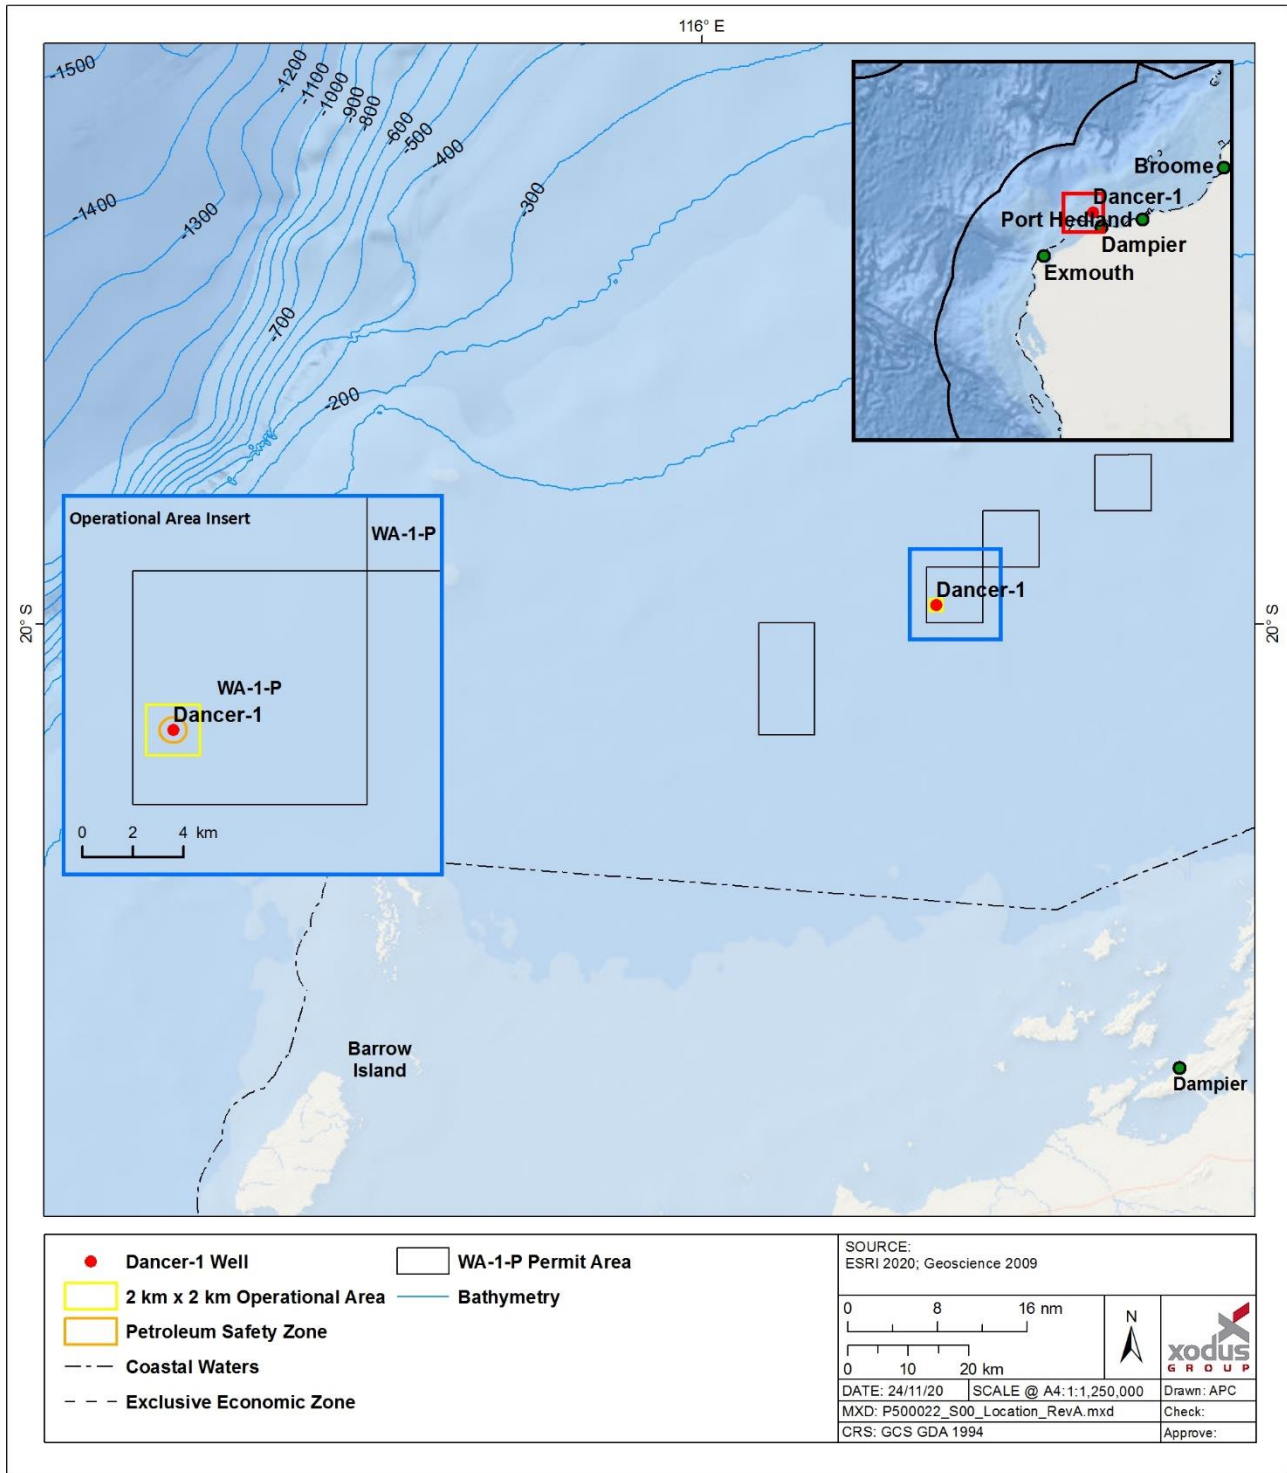 116° E
-1500
-1200
-1100
-1000
-900
-800
-600
-500
-400
-300
-1400
-1300
-700
-200
Broome
Dancer-1
Port Hedland
Dampier
Exmouth
Operational Area Insert
WA-1-P
WA-1-P
Dancer-1
0 2 4 km
Dancer-1
20° S
20° S
Barrow
Island
Dampier
Dancer-1 Well
WA-1-P Permit Area
2 km x 2 km Operational Area
Bathymetry
Petroleum Safety Zone
Coastal Waters
Exclusive Economic Zone
SOURCE:
ESRI 2020; Geoscience 2009
0 8 16 nm
0 10 20 km
N
xodus
GROUP
DATE: 24/11/20 SCALE @ A4:1:1,250,000 Drawn: APC
MXD: P500022_S00_Location_RevA.mxd Check:
CRS: GCS GDA 1994 Approve: